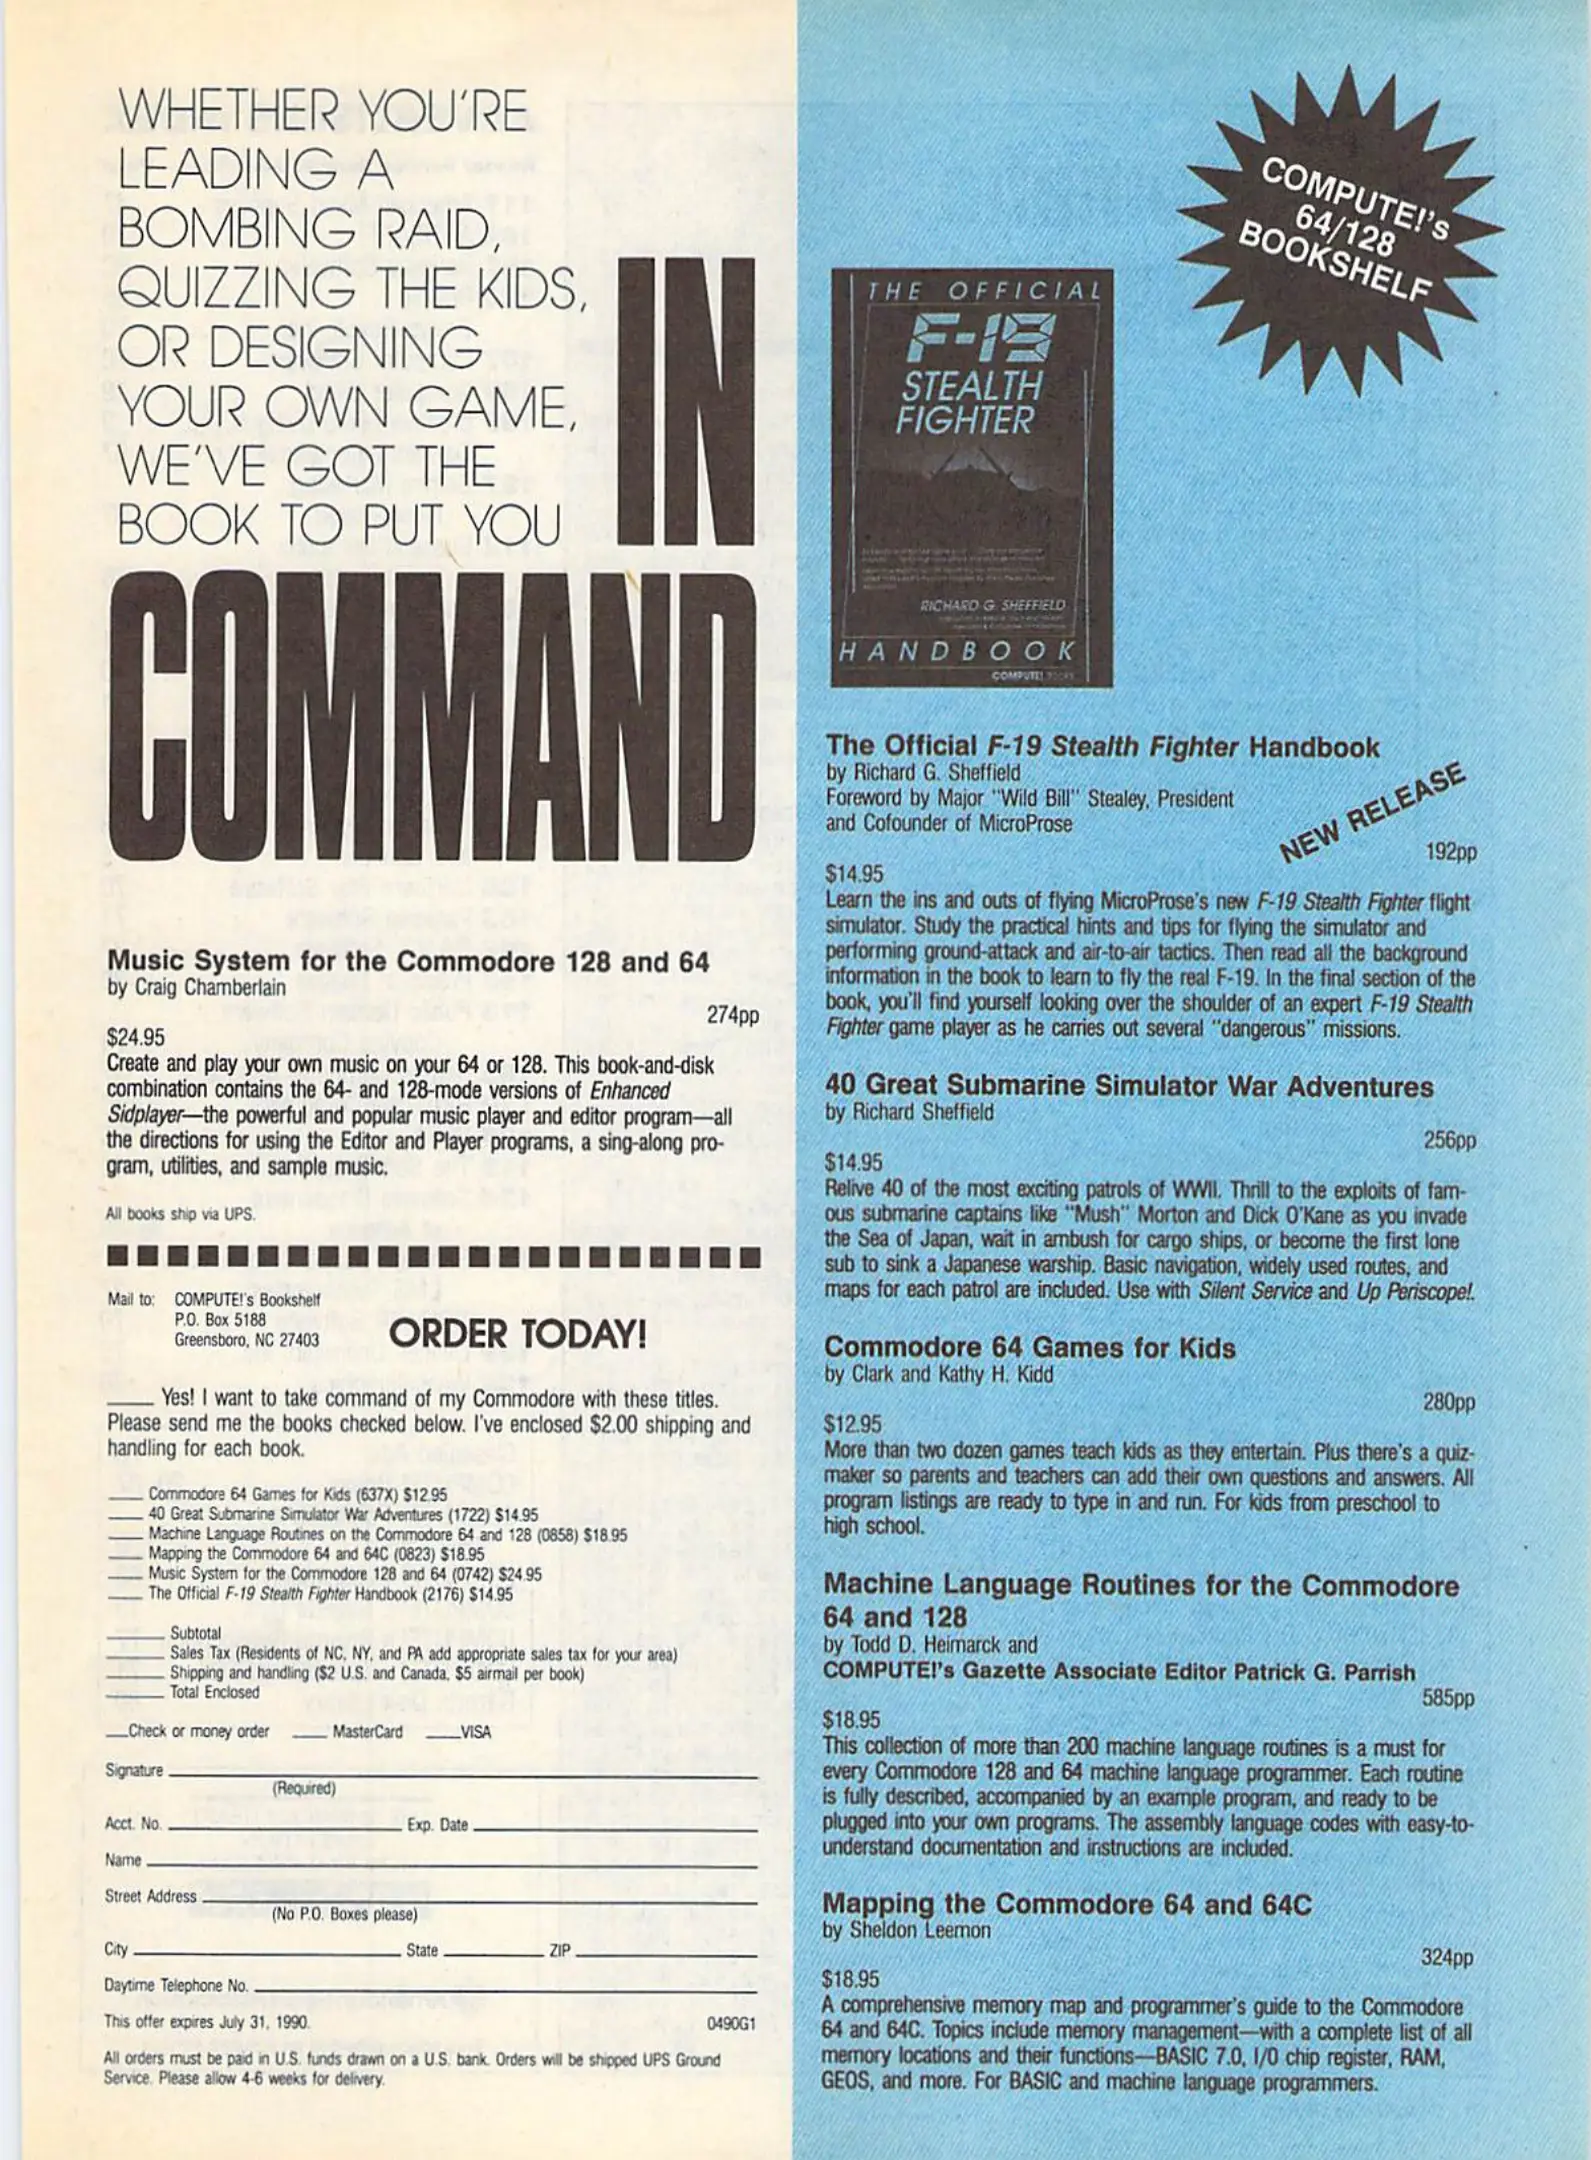 WHETHER YOU'RE
LEADING A
BOMBING RAID,
QUIZZING THE KIDS,
OR DESIGNING
YOUR OWN GAME,
WE'VE GOT THE
BOOK TO PUT YOU
IN
COMMAND
Music System for the Commodore 128 and 64
by Craig Chamberlain
274pp
$24.95
Create and play your own music on your 64 or 128. This book-and-disk
combination contains the 64- and 128-mode versions of Enhanced
Sidplayer—the powerful and popular music player and editor program—all
the directions for using the Editor and Player programs, a sing-along pro-
gram, utilities, and sample music.
All books ship via UPS.
Mail to: COMPUTE!'s Bookshelf
P.O. Box 5188
Greensboro, NC 27403
ORDER TODAY!
____ Yes! I want to take command of my Commodore with these titles.
Please send me the books checked below. I've enclosed $2.00 shipping and
handling for each book.
____ Commodore 64 Games for Kids (637X) $12.95
____ 40 Great Submarine Simulator War Adventures (1722) $14.95
____ Machine Language Routines on the Commodore 64 and 128 (0858) $18.95
____ Mapping the Commodore 64 and 64C (0823) $18.95
____ Music System for the Commodore 128 and 64 (0742) $24.95
____ The Official F-19 Stealth Fighter Handbook (2176) $14.95
____ Subtotal
____ Sales Tax (Residents of NC, NY, and PA add appropriate sales tax for your area)
____ Shipping and handling ($2 U.S. and Canada, $5 airmail per book)
____ Total Enclosed
___Check or money order ____ MasterCard ____VISA
Signature
(Required)
Acct. No. Exp. Date
Name
Street Address
(No P.O. Boxes please)
City State ZIP
Daytime Telephone No.
This offer expires July 31, 1990. 0490G1
All orders must be paid in U.S. funds drawn on a U.S. bank. Orders will be shipped UPS Ground
Service. Please allow 4-6 weeks for delivery.
COMPUTE!'s
64/128
BOOKSHELF
THE OFFICIAL
F-19
STEALTH
FIGHTER
RICHARD G. SHEFFIELD
HANDBOOK
COMPUTE! BOOKS
The Official F-19 Stealth Fighter Handbook
by Richard G. Sheffield
Foreword by Major "Wild Bill" Stealey, President
and Cofounder of MicroProse
NEW RELEASE
192pp
$14.95
Learn the ins and outs of flying MicroProse's new F-19 Stealth Fighter flight
simulator. Study the practical hints and tips for flying the simulator and
performing ground-attack and air-to-air tactics. Then read all the background
information in the book to learn to fly the real F-19. In the final section of the
book, you'll find yourself looking over the shoulder of an expert F-19 Stealth
Fighter game player as he carries out several "dangerous" missions.
40 Great Submarine Simulator War Adventures
by Richard Sheffield
256pp
$14.95
Relive 40 of the most exciting patrols of WWII. Thrill to the exploits of fam-
ous submarine captains like "Mush" Morton and Dick O'Kane as you invade
the Sea of Japan, wait in ambush for cargo ships, or become the first lone
sub to sink a Japanese warship. Basic navigation, widely used routes, and
maps for each patrol are included. Use with Silent Service and Up Periscope!.
Commodore 64 Games for Kids
by Clark and Kathy H. Kidd
280pp
$12.95
More than two dozen games teach kids as they entertain. Plus there's a quiz-
maker so parents and teachers can add their own questions and answers. All
program listings are ready to type in and run. For kids from preschool to
high school.
Machine Language Routines for the Commodore
64 and 128
by Todd D. Heimarck and
COMPUTE!'s Gazette Associate Editor Patrick G. Parrish
585pp
$18.95
This collection of more than 200 machine language routines is a must for
every Commodore 128 and 64 machine language programmer. Each routine
is fully described, accompanied by an example program, and ready to be
plugged into your own programs. The assembly language codes with easy-to-
understand documentation and instructions are included.
Mapping the Commodore 64 and 64C
by Sheldon Leemon
324pp
$18.95
A comprehensive memory map and programmer's guide to the Commodore
64 and 64C. Topics include memory management—with a complete list of all
memory locations and their functions—BASIC 7.0, I/O chip register, RAM,
GEOS, and more. For BASIC and machine language programmers.